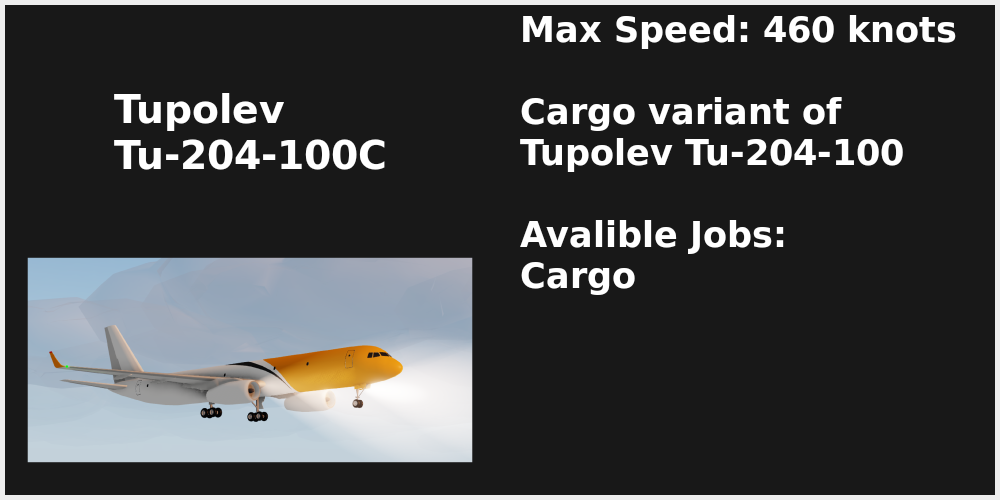 Tupolev
Tu-204-100C
Max Speed: 460 knots
Cargo variant of
Tupolev Tu-204-100
Avalible Jobs:
Cargo